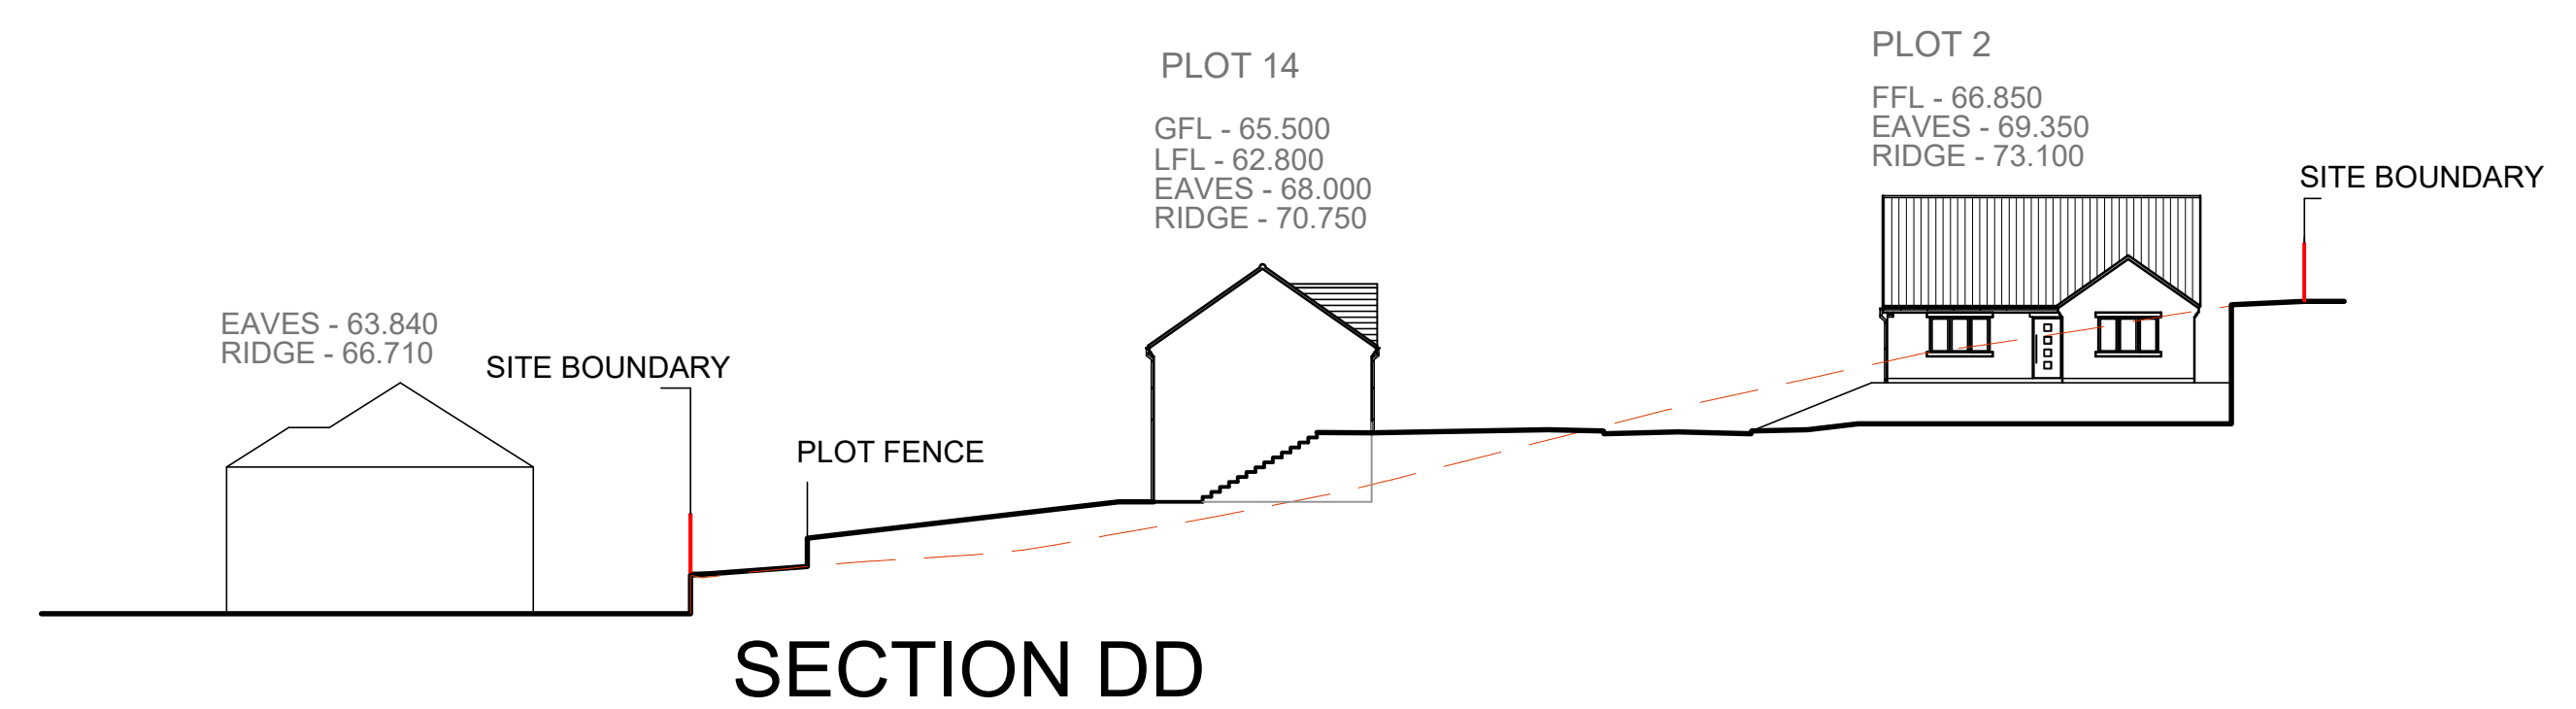 PLOT 2
PLOT 14
FFL - 66.850
EAVES - 69.350
RIDGE - 73.100
GFL - 65.500
LFL - 62.800
EAVES - 68.000
RIDGE - 70.750
SITE BOUNDARY
EAVES - 63.840
RIDGE - 66.710
SITE BOUNDARY
PLOT FENCE
SECTION DD